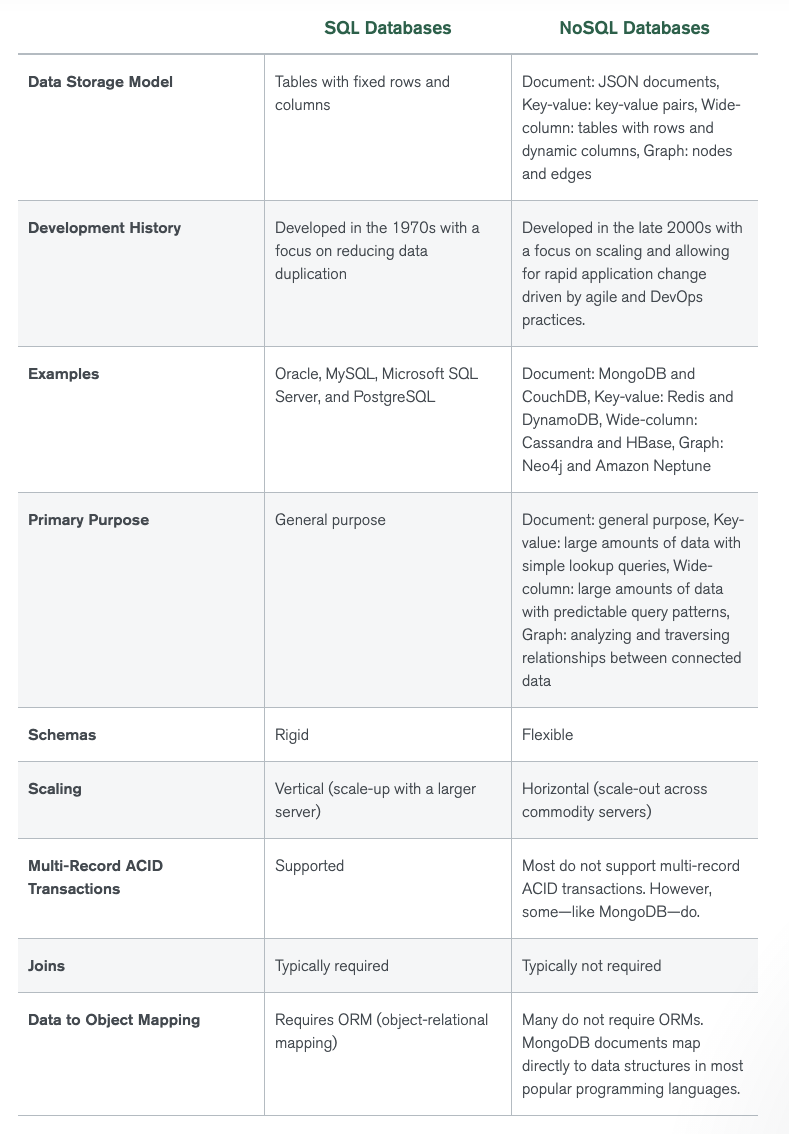 SQL Databases
NoSQL Databases
Data Storage Model
Tables with fixed rows and
columns
Document: JSON documents,
Key-value: key-value pairs, Wide-
column: tables with rows and
dynamic columns, Graph: nodes
and edges
Development History
Developed in the 1970s with a
focus on reducing data
duplication
Developed in the late 2000s with
a focus on scaling and allowing
for rapid application change
driven by agile and DevOps
practices.
Examples
Oracle, MySQL, Microsoft SQL
Server, and PostgreSQL
Document: MongoDB and
CouchDB, Key-value: Redis and
DynamoDB, Wide-column:
Cassandra and HBase, Graph:
Neo4j and Amazon Neptune
Primary Purpose
General purpose
Document: general purpose, Key-
value: large amounts of data with
simple lookup queries, Wide-
column: large amounts of data
with predictable query patterns,
Graph: analyzing and traversing
relationships between connected
data
Schemas
Rigid
Flexible
Scaling
Vertical (scale-up with a larger
server)
Horizontal (scale-out across
commodity servers)
Multi-Record ACID
Transactions
Supported
Most do not support multi-record
ACID transactions. However,
some—like MongoDB—do.
Joins
Typically required
Typically not required
Data to Object Mapping
Requires ORM (object-relational
mapping)
Many do not require ORMs.
MongoDB documents map
directly to data structures in most
popular programming languages.